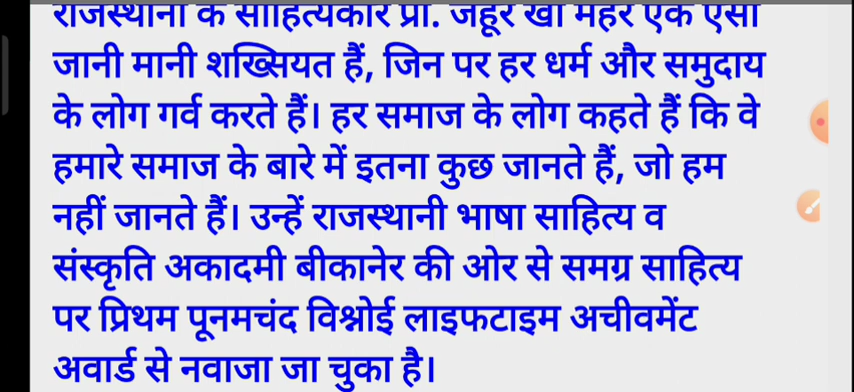 राजस्थानी के साहित्यकार प्रो. जहूर खां मेहर एक ऐसी
जानी मानी शख्सियत हैं, जिन पर हर धर्म और समुदाय
के लोग गर्व करते हैं। हर समाज के लोग कहते हैं कि वे
हमारे समाज के बारे में इतना कुछ जानते हैं, जो हम
नहीं जानते हैं। उन्हें राजस्थानी भाषा साहित्य व
संस्कृति अकादमी बीकानेर की ओर से समग्र साहित्य
पर प्रिथम पूनमचंद विश्नोई लाइफटाइम अचीवमेंट
अवार्ड से नवाजा जा चुका है।